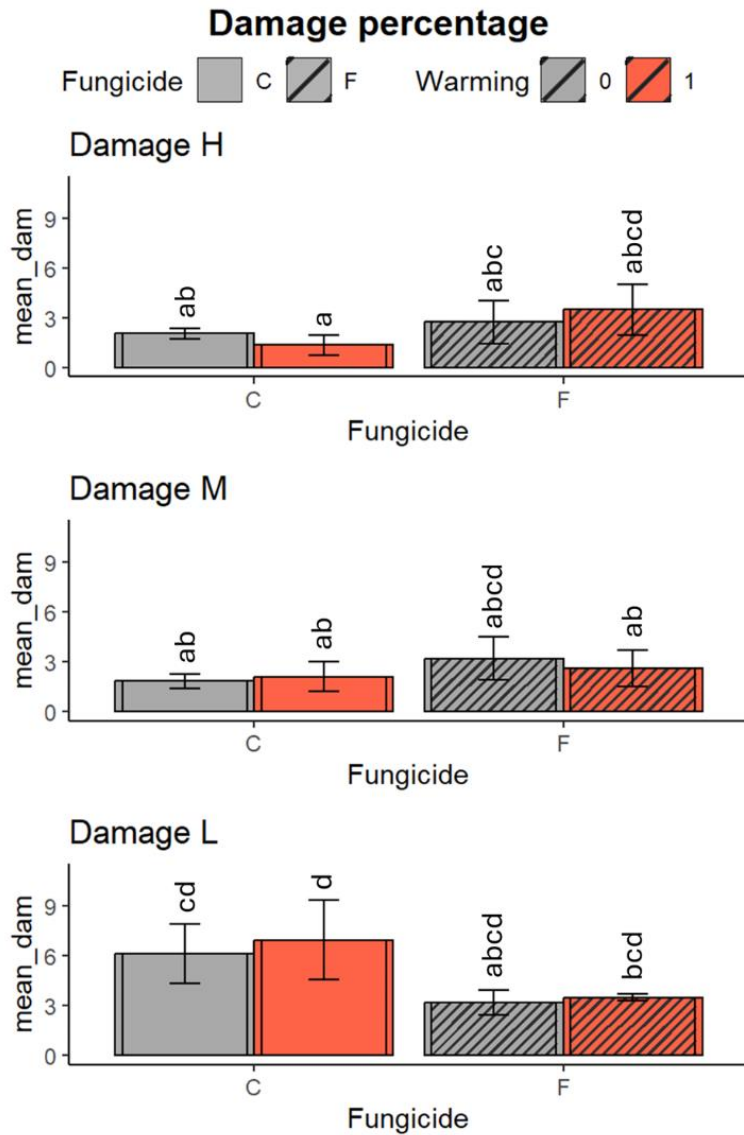 Damage percentage
Fungicide C F Warming 0 1
Damage H
mean_dam
9
6
3
0
ab
a
abc
abcd
C
F
Fungicide
Damage M
mean_dam
9
6
3
0
ab
ab
abcd
ab
C
F
Fungicide
Damage L
mean_dam
9
6
3
0
cd
d
abcd
bcd
C
F
Fungicide